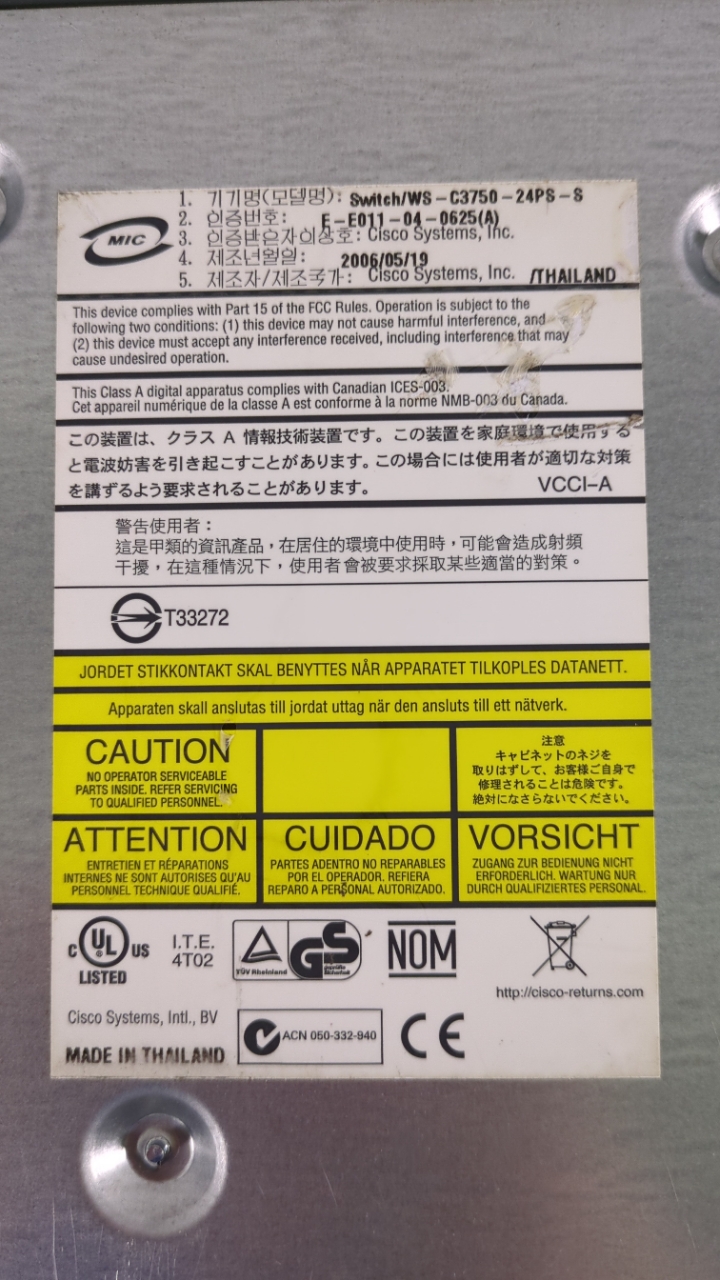 1. 기기명(모델명): Switch/WS-C3750-24PS-S
2. 인증번호: E-E011-04-0625(A)
3. 인증받은자의상호: Cisco Systems, Inc.
4. 제조년월일: 2006/05/19
5. 제조자/제조국가: Cisco Systems, Inc. /THAILAND
MIC
This device complies with Part 15 of the FCC Rules. Operation is subject to the
following two conditions: (1) this device may not cause harmful interference, and
(2) this device must accept any interference received, including interference that may
cause undesired operation.
This Class A digital apparatus complies with Canadian ICES-003.
Cet appareil numérique de la classe A est conforme à la norme NMB-003 du Canada.
この装置は、クラス A 情報技術装置です。この装置を家庭環境で使用する
と電波妨害を引き起こすことがあります。この場合には使用者が適切な対策
を講ずるよう要求されることがあります。 VCCI-A
警告使用者：
這是甲類的資訊產品，在居住的環境中使用時，可能會造成射頻
干擾，在這種情況下，使用者會被要求採取某些適當的對策。
T33272
JORDET STIKKONTAKT SKAL BENYTTES NÅR APPARATET TILKOPLES DATANETT.
Apparaten skall anslutas till jordat uttag när den ansluts till ett nätverk.
CAUTION
NO OPERATOR SERVICEABLE
PARTS INSIDE. REFER SERVICING
TO QUALIFIED PERSONNEL.
注意
キャビネットのネジを
取りはずして、お客様ご自身で
修理されることは危険です。
絶対になさらないでください。
ATTENTION
ENTRETIEN ET RÉPARATIONS
INTERNES NE SONT AUTORISES QU'AU
PERSONNEL TECHNIQUE QUALIFIÉ.
CUIDADO
PARTES ADENTRO NO REPARABLES
POR EL OPERADOR. REFIERA
REPARO A PERSONAL AUTORIZADO.
VORSICHT
ZUGANG ZUR BEDIENUNG NICHT
ERFORDERLICH. WARTUNG NUR
DURCH QUALIFIZIERTES PERSONAL.
C UL US
LISTED
I.T.E.
4T02
TÜV Rheinland
GS
geprüfte
Sicherheit
NOM
http://cisco-returns.com
Cisco Systems, Intl., BV
MADE IN THAILAND
ACN 050-332-940
CE